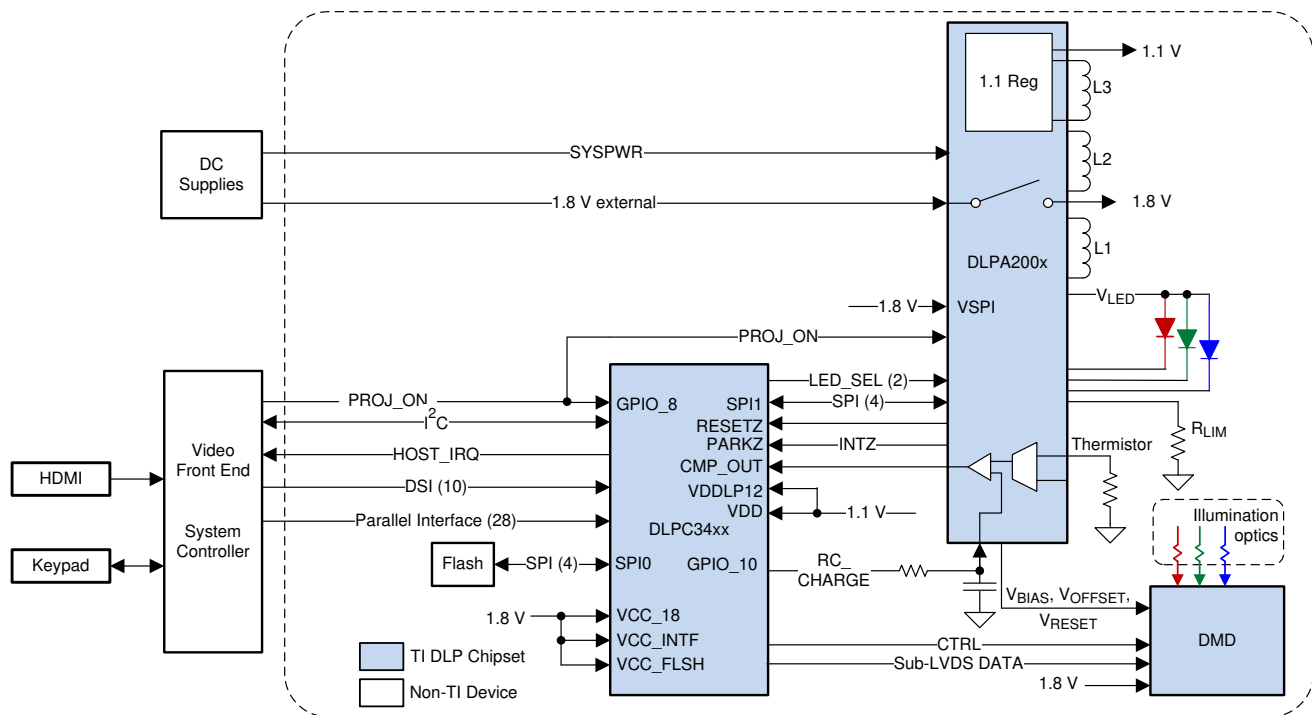 1.1 V
1.1 Reg
L3
SYSPWR
L2
DC
Supplies
1.8 V external
1.8 V
L1
DLPA200x
VLED
1.8 V
VSPI
PROJ_ON
LED_SEL (2)
PROJ_ON
GPIO_8
SPI1
SPI (4)
I2C
RESETZ
RLIM
Video
Front End
PARKZ
INTZ
Thermistor
HOST_IRQ
CMP_OUT
HDMI
DSI (10)
VDDLP12
VDD
1.1 V
Parallel Interface (28)
DLPC34xx
Illumination
optics
System
Controller
Keypad
Flash
SPI (4)
SPI0
GPIO_10
RC_
CHARGE
VBIAS, VOFFSET,
VRESET
1.8 V
VCC_18
VCC_INTF
CTRL
DMD
TI DLP Chipset
VCC_FLSH
Sub-LVDS DATA
1.8 V
Non-TI Device